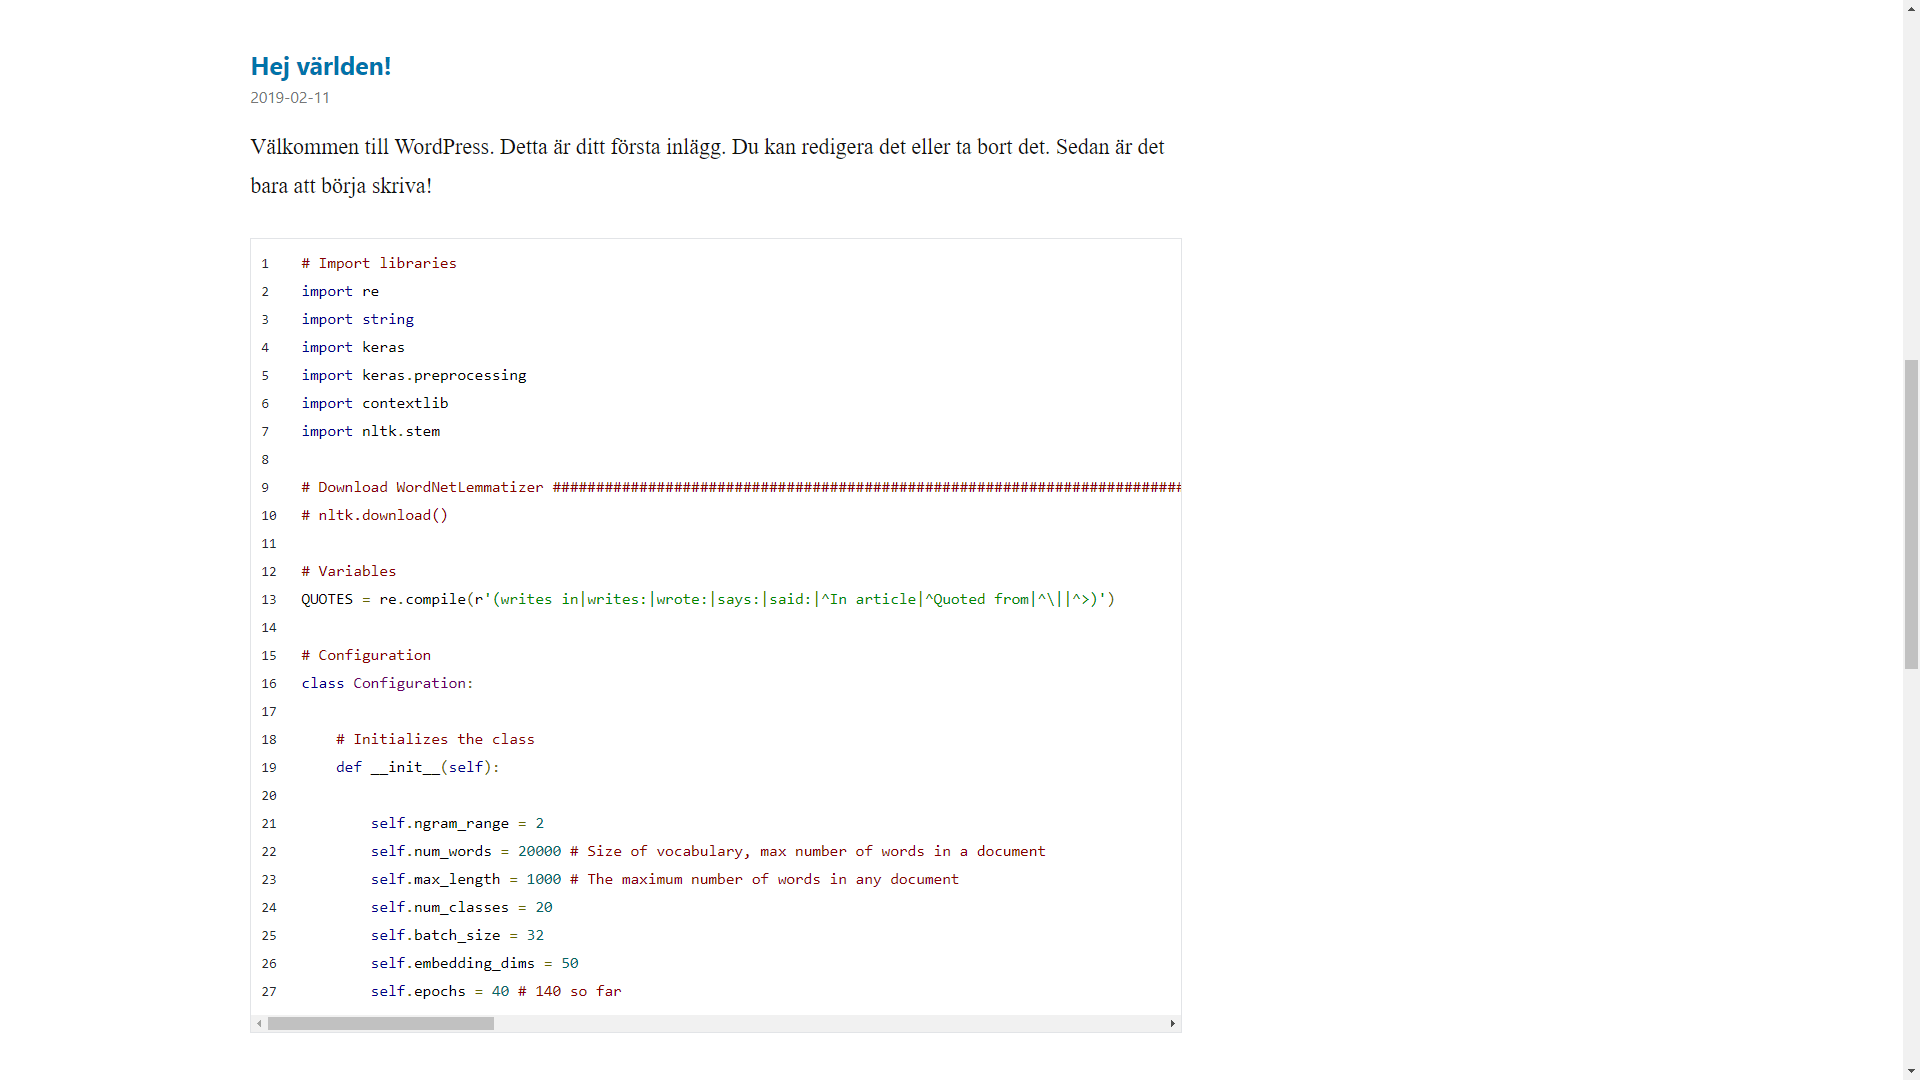 Hej världen!
2019-02-11
Välkommen till WordPress. Detta är ditt första inlägg. Du kan redigera det eller ta bort det. Sedan är det
bara att börja skriva!
1 # Import libraries
2 import re
3 import string
4 import keras
5 import keras.preprocessing
6 import contextlib
7 import nltk.stem
8
9 # Download WordNetLemmatizer #########################################################################
10 # nltk.download()
11
12 # Variables
13 QUOTES = re.compile(r'(writes in|writes:|wrote:|says:|said:|^In article|^Quoted from|^\||^>)')
14
15 # Configuration
16 class Configuration:
17
18     # Initializes the class
19     def __init__(self):
20
21         self.ngram_range = 2
22         self.num_words = 20000 # Size of vocabulary, max number of words in a document
23         self.max_length = 1000 # The maximum number of words in any document
24         self.num_classes = 20
25         self.batch_size = 32
26         self.embedding_dims = 50
27         self.epochs = 40 # 140 so far